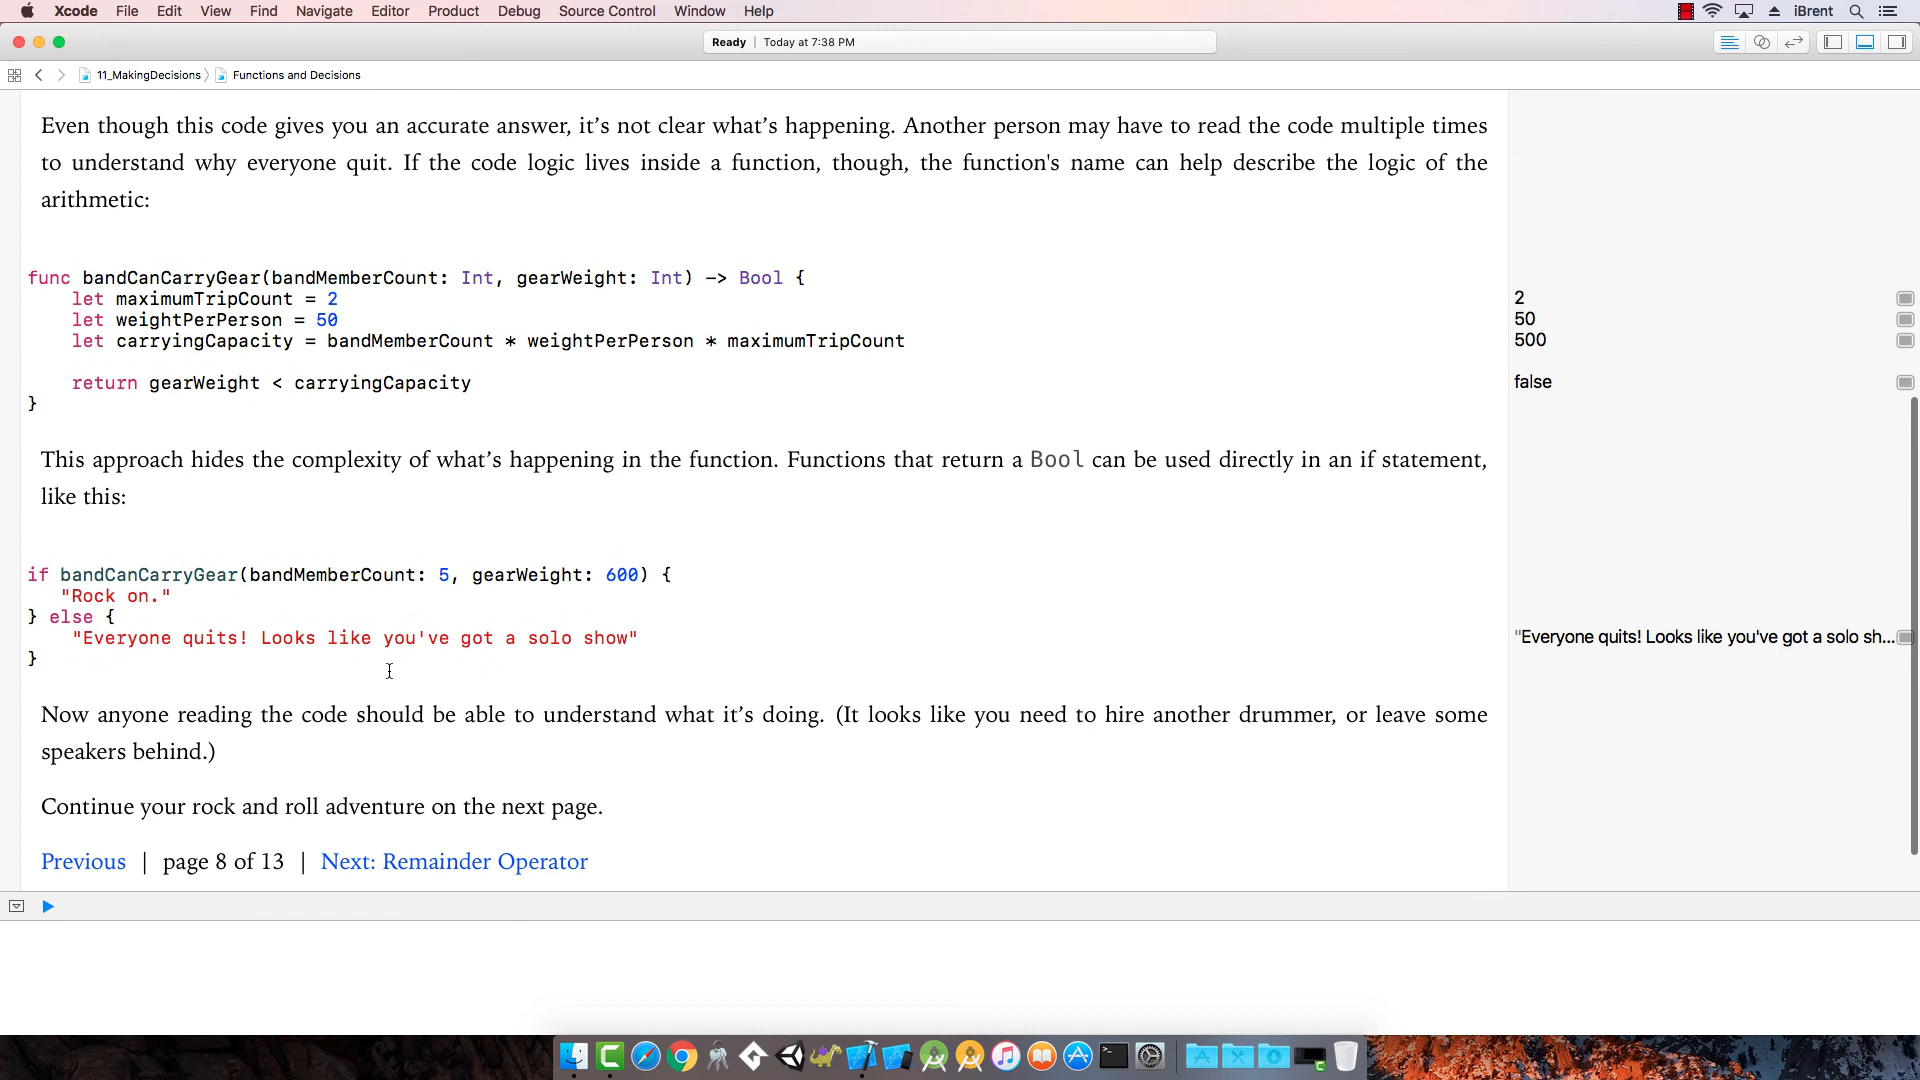 Xcode File Edit View Find Navigate Editor Product Debug Source Control Window Help iBrent
Ready | Today at 7:38 PM
11_MakingDecisions Functions and Decisions
Even though this code gives you an accurate answer, it’s not clear what’s happening. Another person may have to read the code multiple times
to understand why everyone quit. If the code logic lives inside a function, though, the function's name can help describe the logic of the
arithmetic:
func bandCanCarryGear(bandMemberCount: Int, gearWeight: Int) -> Bool {
let maximumTripCount = 2 2
let weightPerPerson = 50 50
let carryingCapacity = bandMemberCount * weightPerPerson * maximumTripCount 500
return gearWeight < carryingCapacity false
}
This approach hides the complexity of what’s happening in the function. Functions that return a Bool can be used directly in an if statement,
like this:
if bandCanCarryGear(bandMemberCount: 5, gearWeight: 600) {
"Rock on."
} else {
"Everyone quits! Looks like you've got a solo show" "Everyone quits! Looks like you've got a solo sh...
}
Now anyone reading the code should be able to understand what it’s doing. (It looks like you need to hire another drummer, or leave some
speakers behind.)
Continue your rock and roll adventure on the next page.
Previous | page 8 of 13 | Next: Remainder Operator